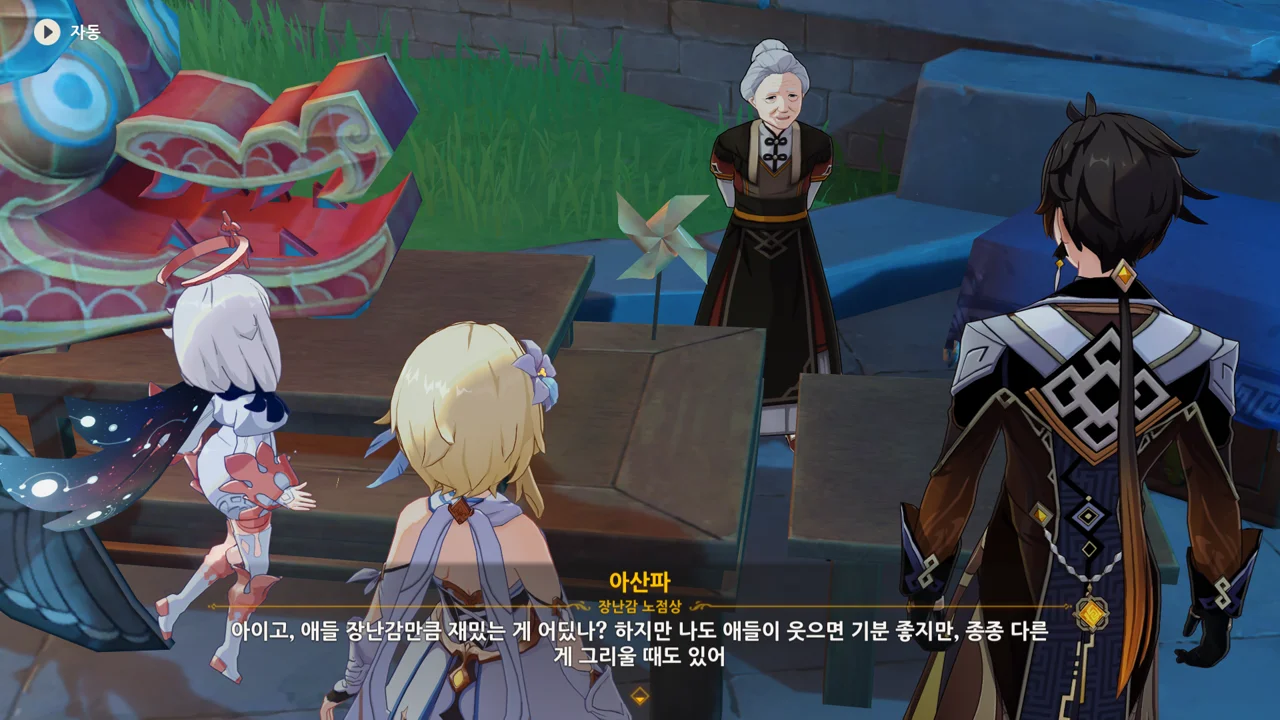 자동
아산파
장난감 노점상
아이고, 애들 장난감만큼 재밌는 게 어딨나? 하지만 나도 애들이 웃으면 기분 좋지만, 종종 다른
게 그리울 때도 있어